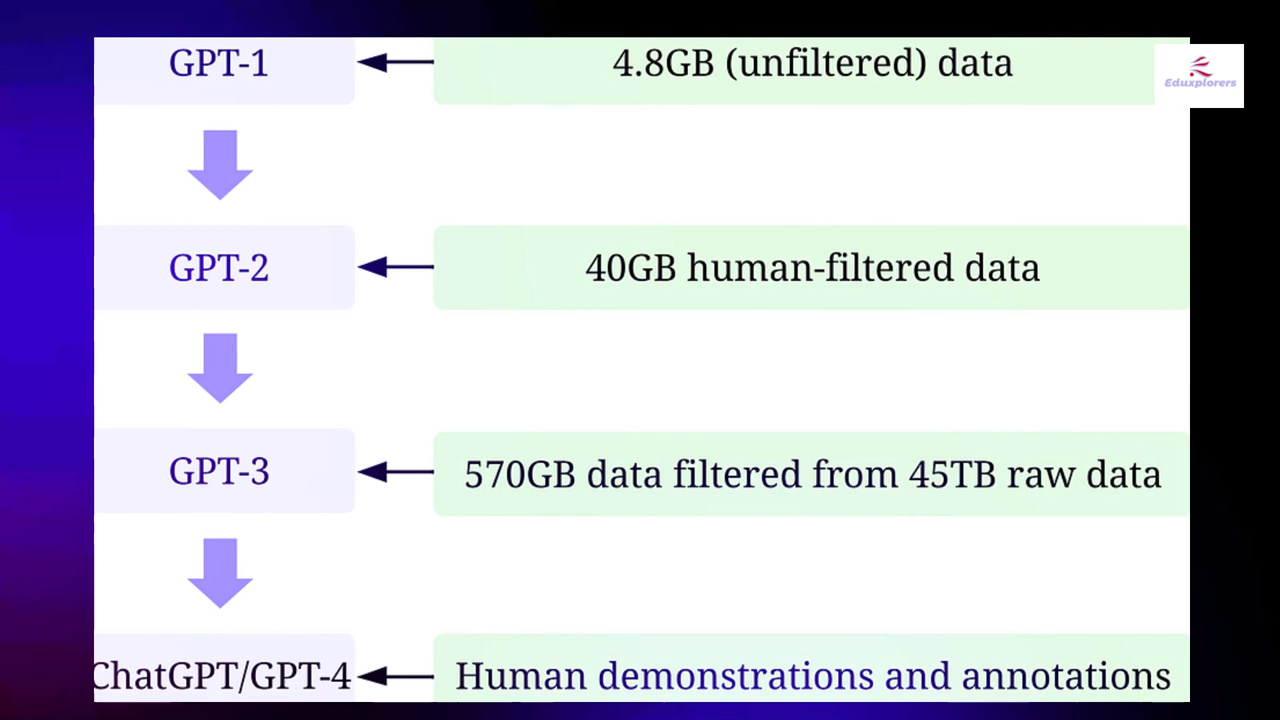 GPT-1
4.8GB (unfiltered) data
Eduxplorers
GPT-2
40GB human-filtered data
GPT-3
570GB data filtered from 45TB raw data
ChatGPT/GPT-4
Human demonstrations and annotations